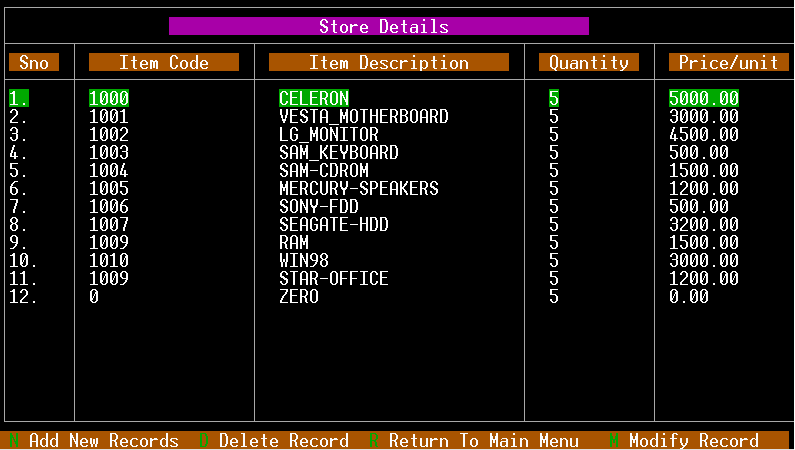 Store Details
Sno Item Code Item Description Quantity Price/unit
1. 1000 CELERON 5 5000.00
2. 1001 VESTA_MOTHERBOARD 5 3000.00
3. 1002 LG_MONITOR 5 4500.00
4. 1003 SAM_KEYBOARD 5 500.00
5. 1004 SAM-CDROM 5 1500.00
6. 1005 MERCURY-SPEAKERS 5 1200.00
7. 1006 SONY-FDD 5 500.00
8. 1007 SEAGATE-HDD 5 3200.00
9. 1009 RAM 5 1500.00
10. 1010 WIN98 5 3000.00
11. 1009 STAR-OFFICE 5 1200.00
12. 0 ZERO 5 0.00
Add New Records Delete Record Return To Main Menu Modify Record